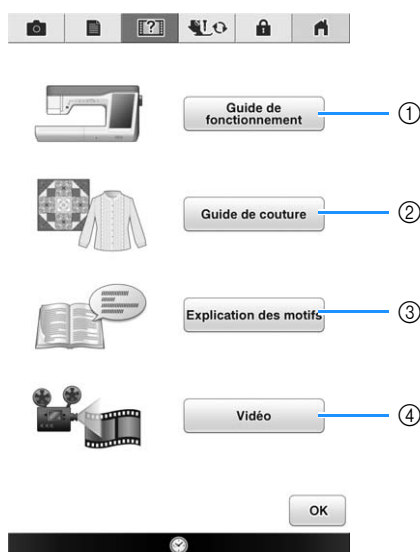 ?
Guide de
fonctionnement
①
Guide de couture
②
Explication des motifs
③
Vidéo
④
OK